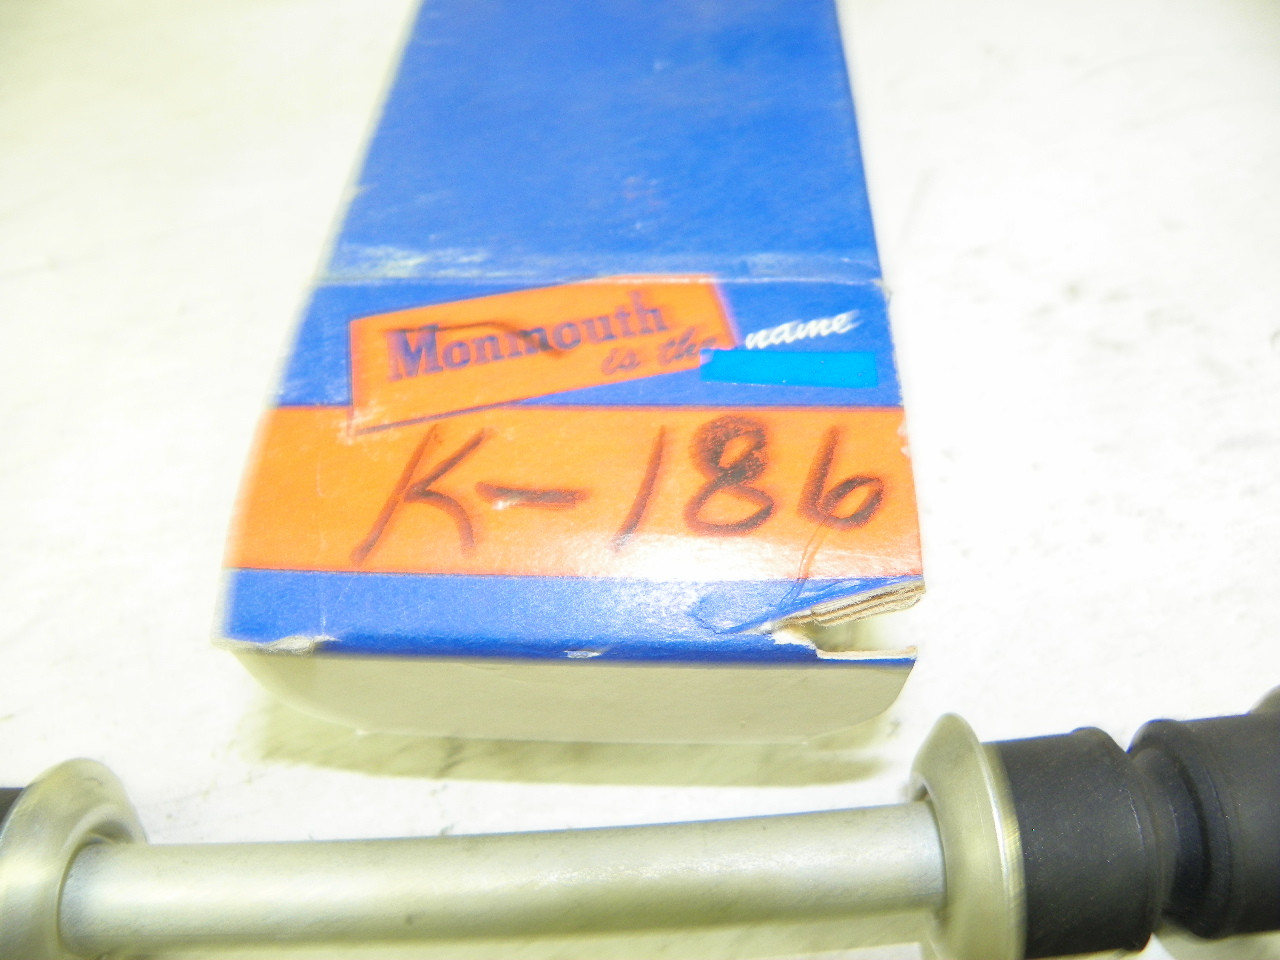 Monmouth
is the name
K-186